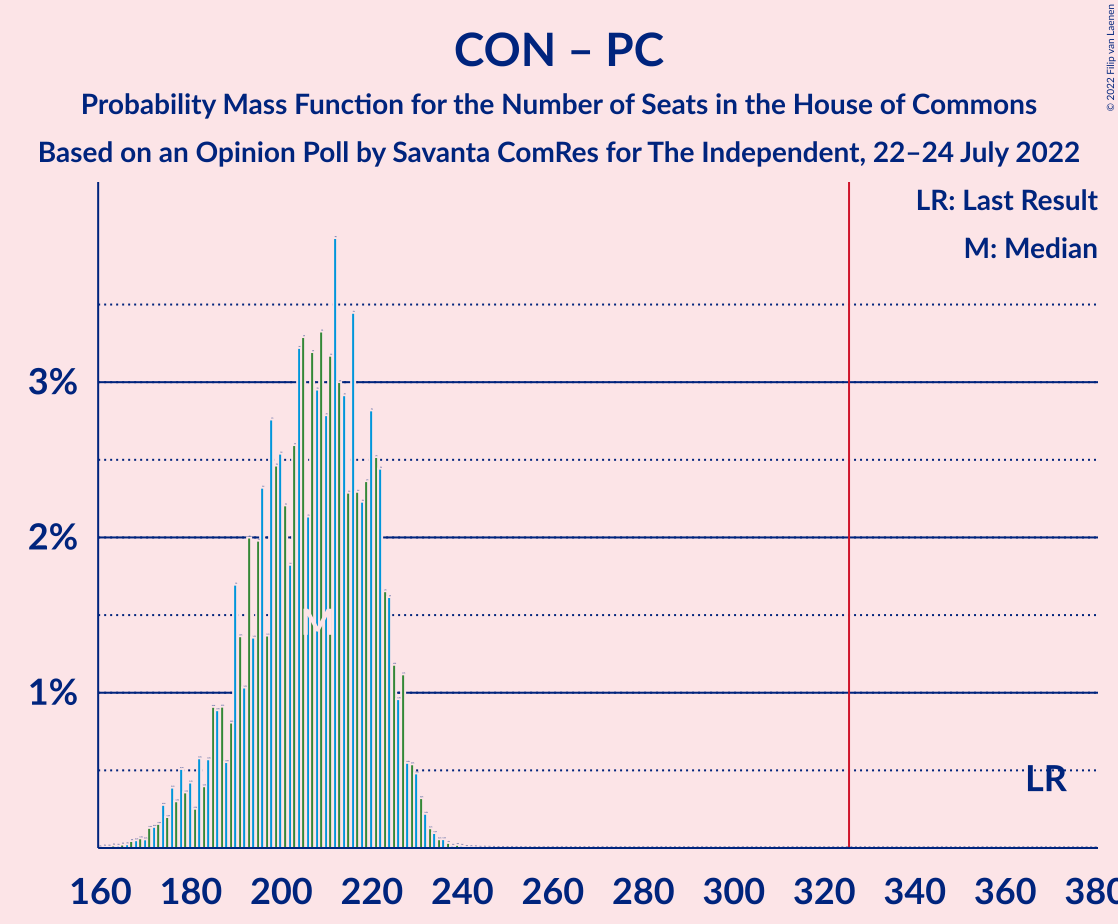 CON – PC
Probability Mass Function for the Number of Seats in the House of Commons
Based on an Opinion Poll by Savanta ComRes for The Independent, 22–24 July 2022
© 2022 Filip van Laenen
LR: Last Result
M: Median
3%
2%
1%
M
LR
160 180 200 220 240 260 280 300 320 340 360 380